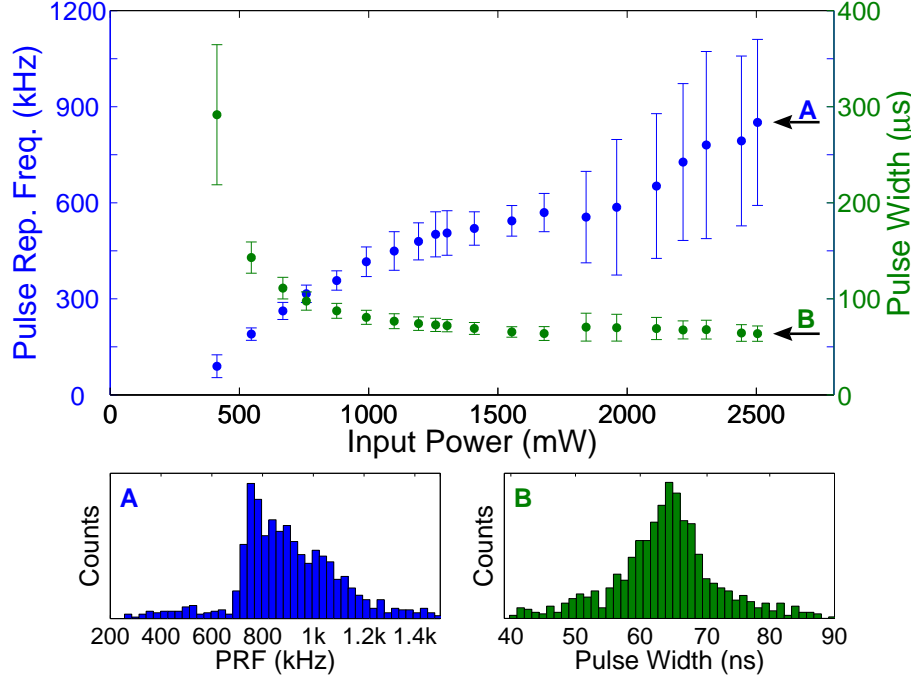 1200
900
600
300
0
Pulse Rep. Freq. (kHz)
400
300
200
100
0
Pulse Width (μs)
A
B
0 500 1000 1500 2000 2500
Input Power (mW)
A
Counts
200 400 600 800 1k 1.2k 1.4k
PRF (kHz)
B
Counts
40 50 60 70 80 90
Pulse Width (ns)